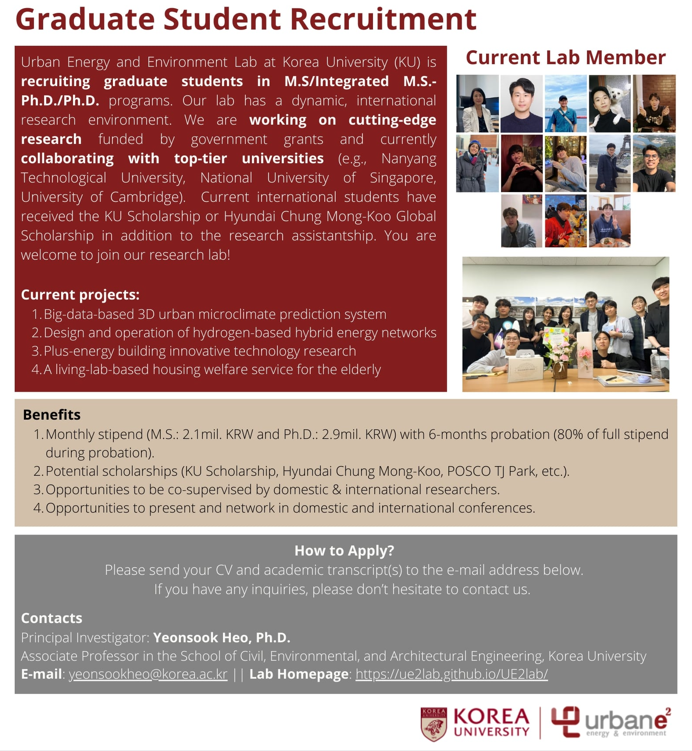 Graduate Student Recruitment
Urban Energy and Environment Lab at Korea University (KU) is
recruiting graduate students in M.S/Integrated M.S.-
Ph.D./Ph.D. programs. Our lab has a dynamic, international
research environment. We are working on cutting-edge
research funded by government grants and currently
collaborating with top-tier universities (e.g., Nanyang
Technological University, National University of Singapore,
University of Cambridge). Current international students have
received the KU Scholarship or Hyundai Chung Mong-Koo Global
Scholarship in addition to the research assistantship. You are
welcome to join our research lab!
Current projects:
1. Big-data-based 3D urban microclimate prediction system
2. Design and operation of hydrogen-based hybrid energy networks
3. Plus-energy building innovative technology research
4. A living-lab-based housing welfare service for the elderly
Current Lab Member
Benefits
1. Monthly stipend (M.S.: 2.1mil. KRW and Ph.D.: 2.9mil. KRW) with 6-months probation (80% of full stipend
during probation).
2. Potential scholarships (KU Scholarship, Hyundai Chung Mong-Koo, POSCO TJ Park, etc.).
3. Opportunities to be co-supervised by domestic & international researchers.
4. Opportunities to present and network in domestic and international conferences.
How to Apply?
Please send your CV and academic transcript(s) to the e-mail address below.
If you have any inquiries, please don't hesitate to contact us.
Contacts
Principal Investigator: Yeonsook Heo, Ph.D.
Associate Professor in the School of Civil, Environmental, and Architectural Engineering, Korea University
E-mail: yeonsookheo@korea.ac.kr || Lab Homepage: https://ue2lab.github.io/UE2lab/
KOREA
UNIVERSITY
urbane²
energy & environment